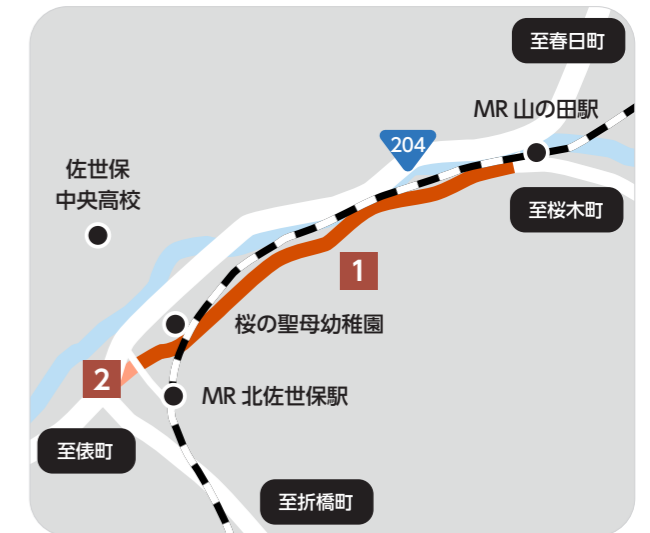 至春日町
MR 山の田駅
204
佐世保
中央高校
至桜木町
1
桜の聖母幼稚園
2
MR 北佐世保駅
至俵町
至折橋町